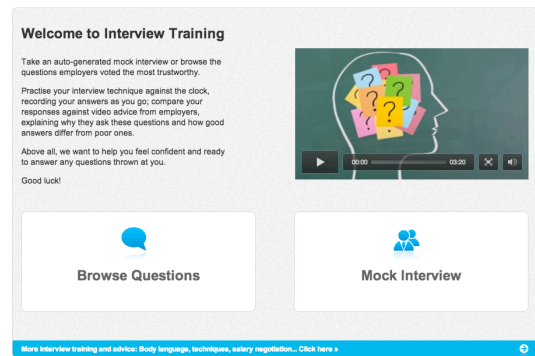 Welcome to Interview Training
Take an auto-generated mock interview or browse the
questions employers voted the most trustworthy.
Practise your interview technique against the clock,
recording your answers as you go; compare your
responses against video advice from employers,
explaining why they ask these questions and how good
answers differ from poor ones.
Above all, we want to help you feel confident and ready
to answer any questions thrown at you.
Good luck!
? ? ? ? ? ?
00:00 03:20
Browse Questions
Mock Interview
More interview training and advice: Body language, techniques, salary negotiation... Click here »